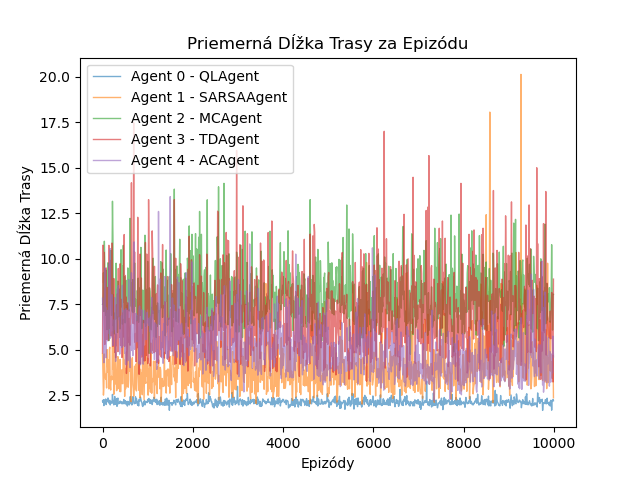 Priemerná Dĺžka Trasy za Epizódu
Agent 0 - QLAgent
Agent 1 - SARSAAgent
Agent 2 - MCAgent
Agent 3 - TDAgent
Agent 4 - ACAgent
Priemerná Dĺžka Trasy
20.0
17.5
15.0
12.5
10.0
7.5
5.0
2.5
0
2000
4000
6000
8000
10000
Epizódy